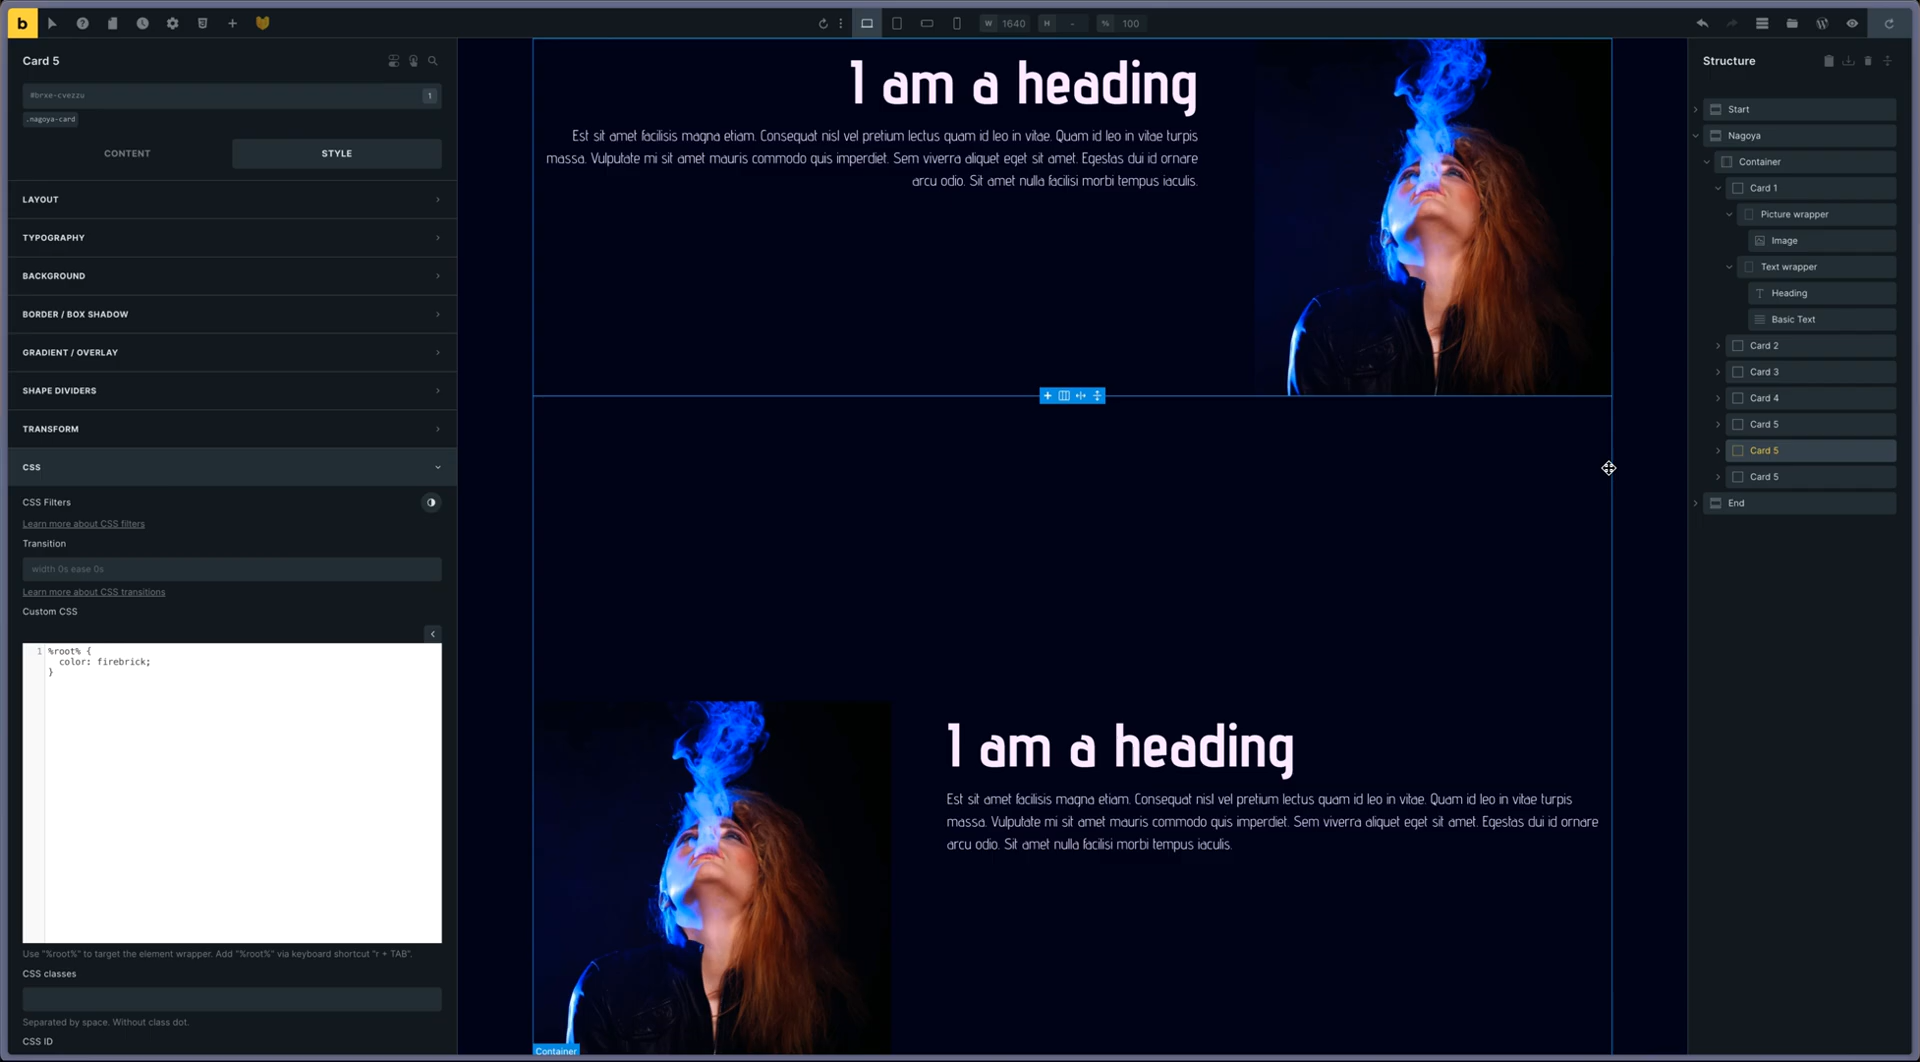 b
W 1640 H - % 100
Card 5
#brxe-cvezzu 1
.nagoya-card
CONTENT STYLE
LAYOUT
TYPOGRAPHY
BACKGROUND
BORDER / BOX SHADOW
GRADIENT / OVERLAY
SHAPE DIVIDERS
TRANSFORM
CSS
CSS Filters
Learn more about CSS filters
Transition
width 0s ease 0s
Learn more about CSS transitions
Custom CSS
1 %root% {
color: firebrick;
}
Use "%root%" to target the element wrapper. Add "%root%" via keyboard shortcut "r + TAB".
CSS classes
Separated by space. Without class dot.
CSS ID
I am a heading
Est sit amet facilisis magna etiam. Consequat nisl vel pretium lectus quam id leo in vitae. Quam id leo in vitae turpis
massa. Vulputate mi sit amet mauris commodo quis imperdiet. Sem viverra aliquet eget sit amet. Egestas dui id ornare
arcu odio. Sit amet nulla facilisi morbi tempus iaculis.
I am a heading
Est sit amet facilisis magna etiam. Consequat nisl vel pretium lectus quam id leo in vitae. Quam id leo in vitae turpis
massa. Vulputate mi sit amet mauris commodo quis imperdiet. Sem viverra aliquet eget sit amet. Egestas dui id ornare
arcu odio. Sit amet nulla facilisi morbi tempus iaculis.
Container
Structure
Start
Nagoya
Container
Card 1
Picture wrapper
Image
Text wrapper
Heading
Basic Text
Card 2
Card 3
Card 4
Card 5
Card 5
Card 5
End